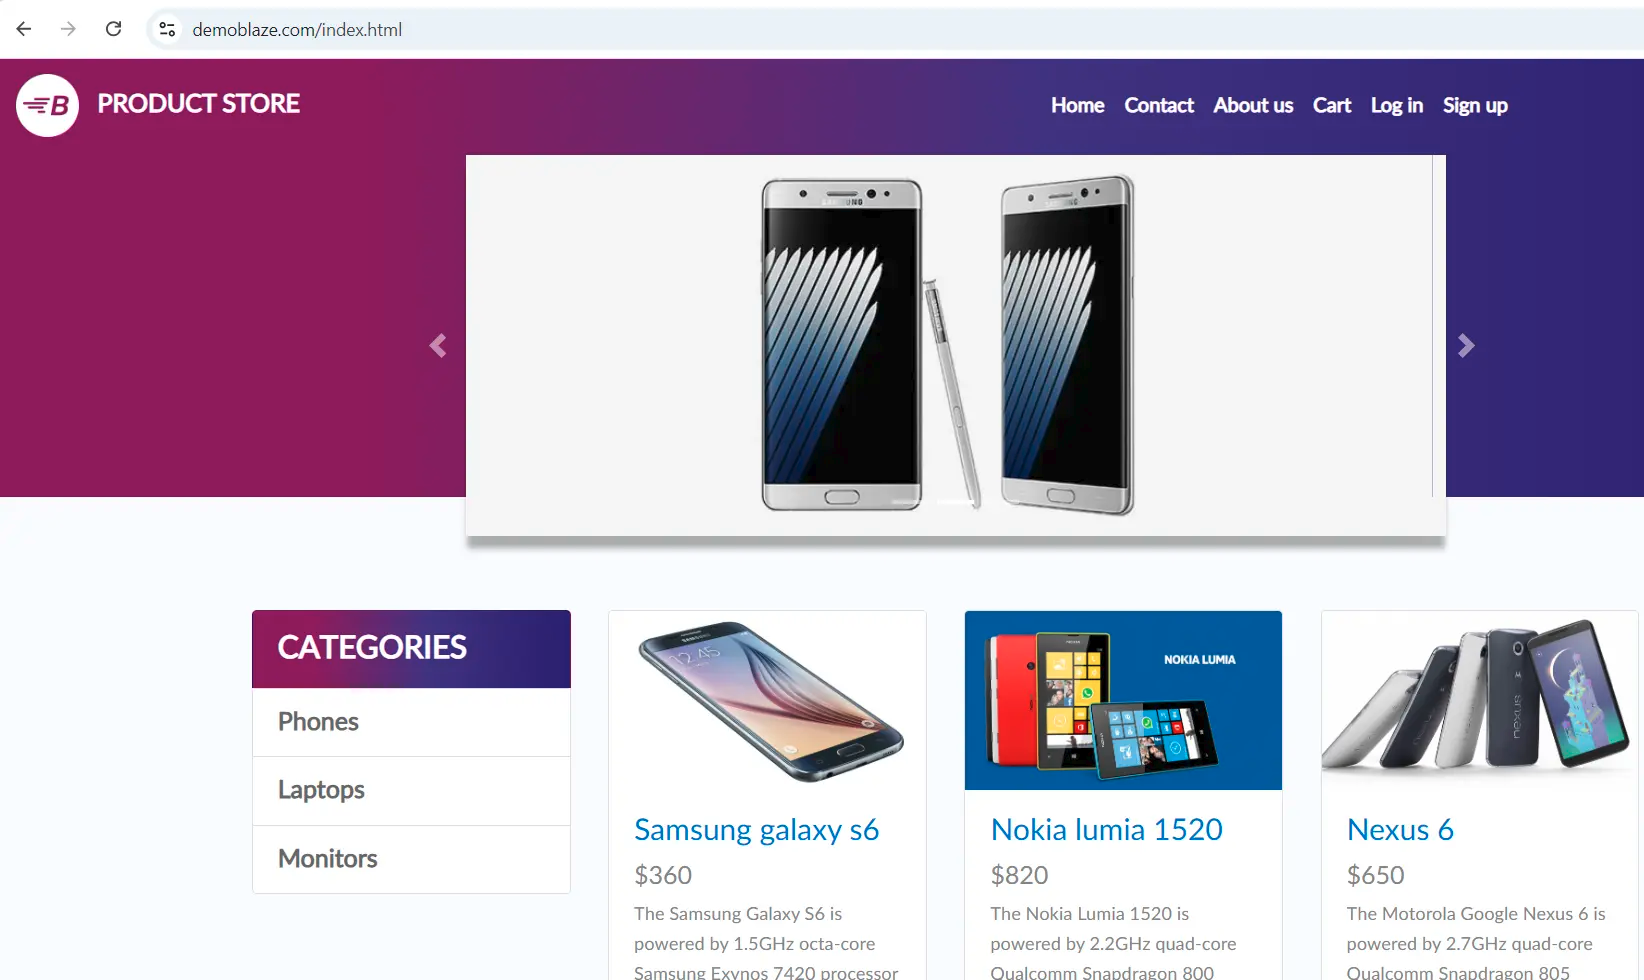 demoblaze.com/index.html
B PRODUCT STORE
Home Contact About us Cart Log in Sign up
SAMSUNG
CATEGORIES
Phones
Laptops
Monitors
SAMSUNG
12:45
Samsung galaxy s6
$360
The Samsung Galaxy S6 is
powered by 1.5GHz octa-core
Samsung Exynos 7420 processor
NOKIA LUMIA
Nokia lumia 1520
$820
The Nokia Lumia 1520 is
powered by 2.2GHz quad-core
Qualcomm Snapdragon 800
nexus
Nexus 6
$650
The Motorola Google Nexus 6 is
powered by 2.7GHz quad-core
Qualcomm Snapdragon 805